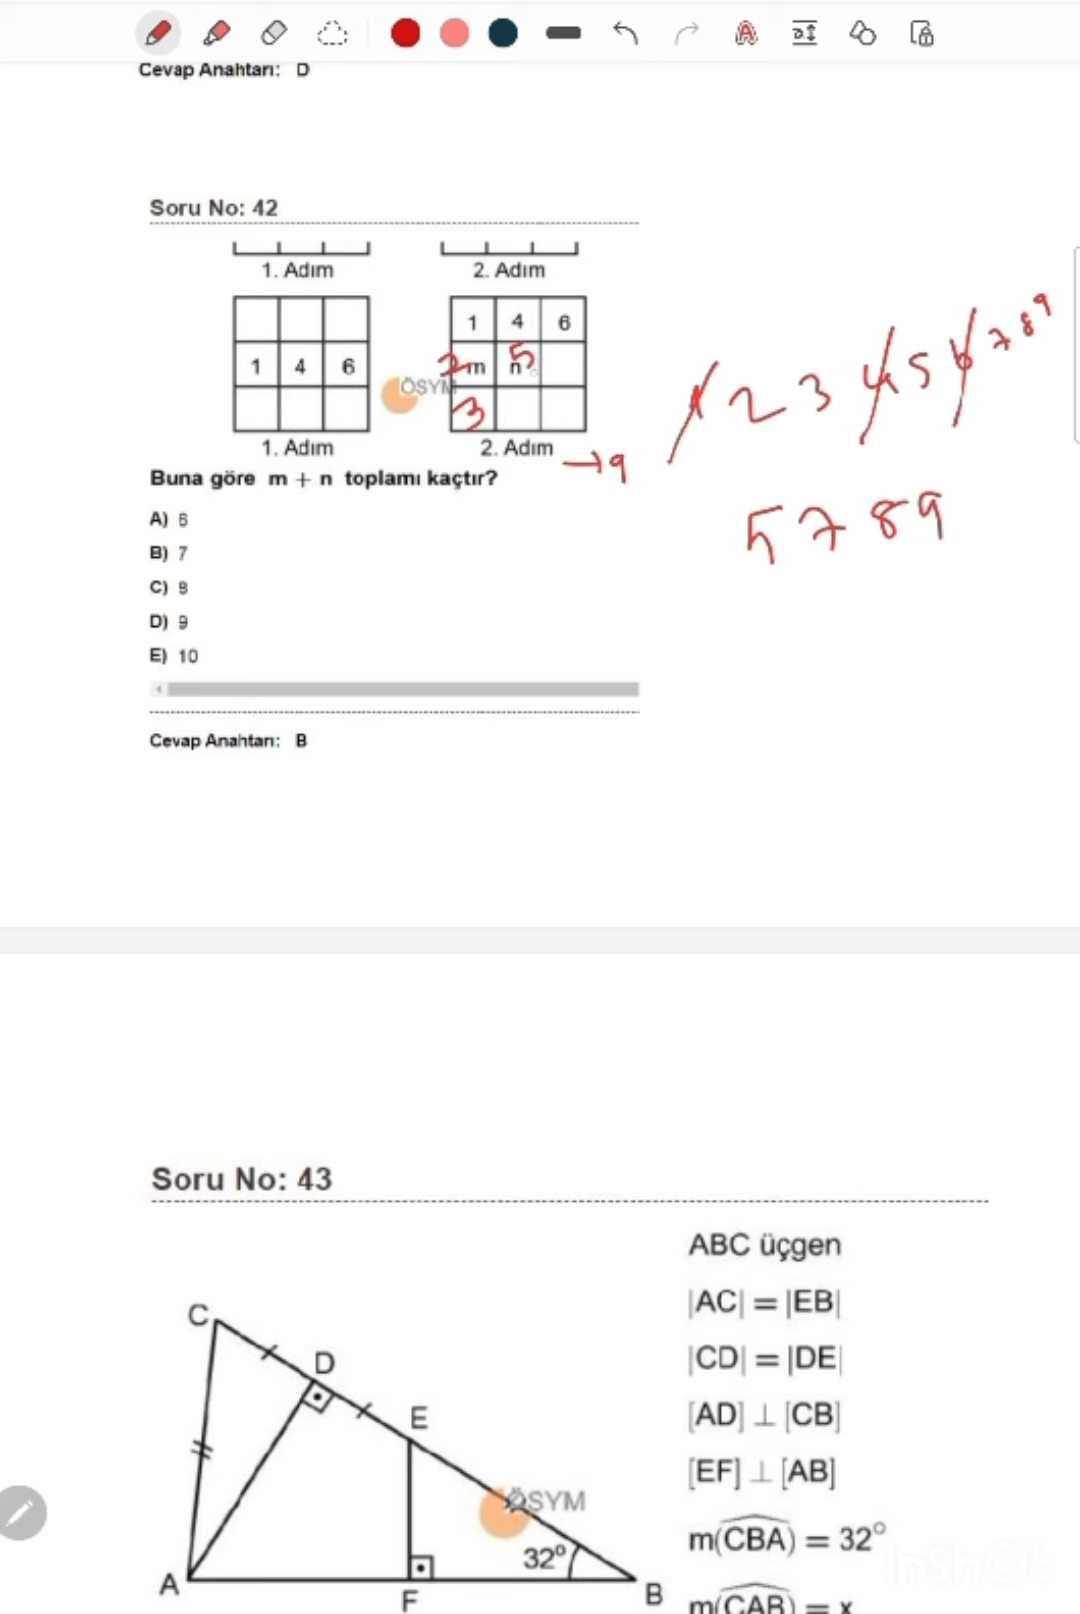 Cevap Anahtarı: D
Soru No: 42
1. Adım 2. Adım
1 4 6
2 m 5 n
1 4 6
ÖSYM
3
1. Adım 2. Adım
→9
1 2 3 4 5 6 7 8 9
5 7 8 9
Buna göre m + n toplamı kaçtır?
A) 6
B) 7
C) 8
D) 9
E) 10
Cevap Anahtarı: B
Soru No: 43
ABC üçgen
|AC| = |EB|
|CD| = |DE|
[AD] ⊥ [CB]
[EF] ⊥ [AB]
m(CBA) = 32°
m(CAB) = x
C
D
E
ÖSYM
32°
A
F
B
InShOt